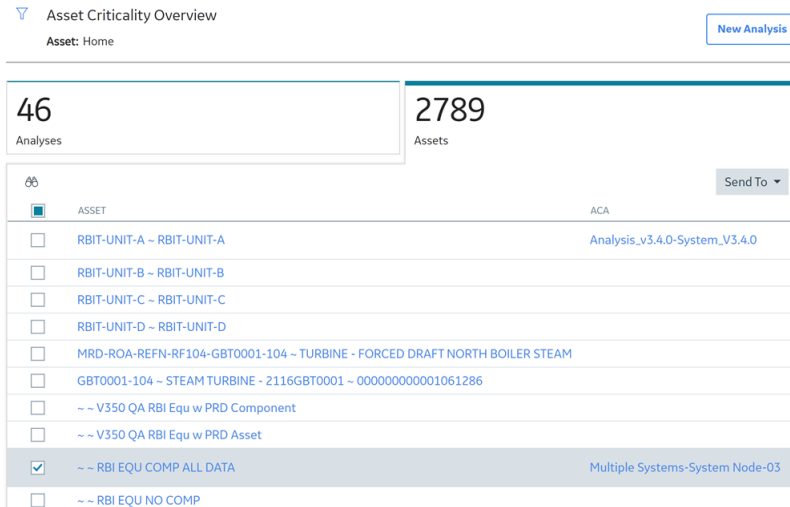 Asset Criticality Overview
Asset: Home
New Analysis
46
Analyses
2789
Assets
Send To
ASSET ACA
RBIT-UNIT-A ~ RBIT-UNIT-A Analysis_v3.4.0-System_V3.4.0
RBIT-UNIT-B ~ RBIT-UNIT-B
RBIT-UNIT-C ~ RBIT-UNIT-C
RBIT-UNIT-D ~ RBIT-UNIT-D
MRD-ROA-REFN-RF104-GBT0001-104 ~ TURBINE - FORCED DRAFT NORTH BOILER STEAM
GBT0001-104 ~ STEAM TURBINE - 2116GBT0001 ~ 000000000001061286
~ ~ V350 QA RBI Equ w PRD Component
~ ~ V350 QA RBI Equ w PRD Asset
~ ~ RBI EQU COMP ALL DATA Multiple Systems-System Node-03
~ ~ RBI EQU NO COMP